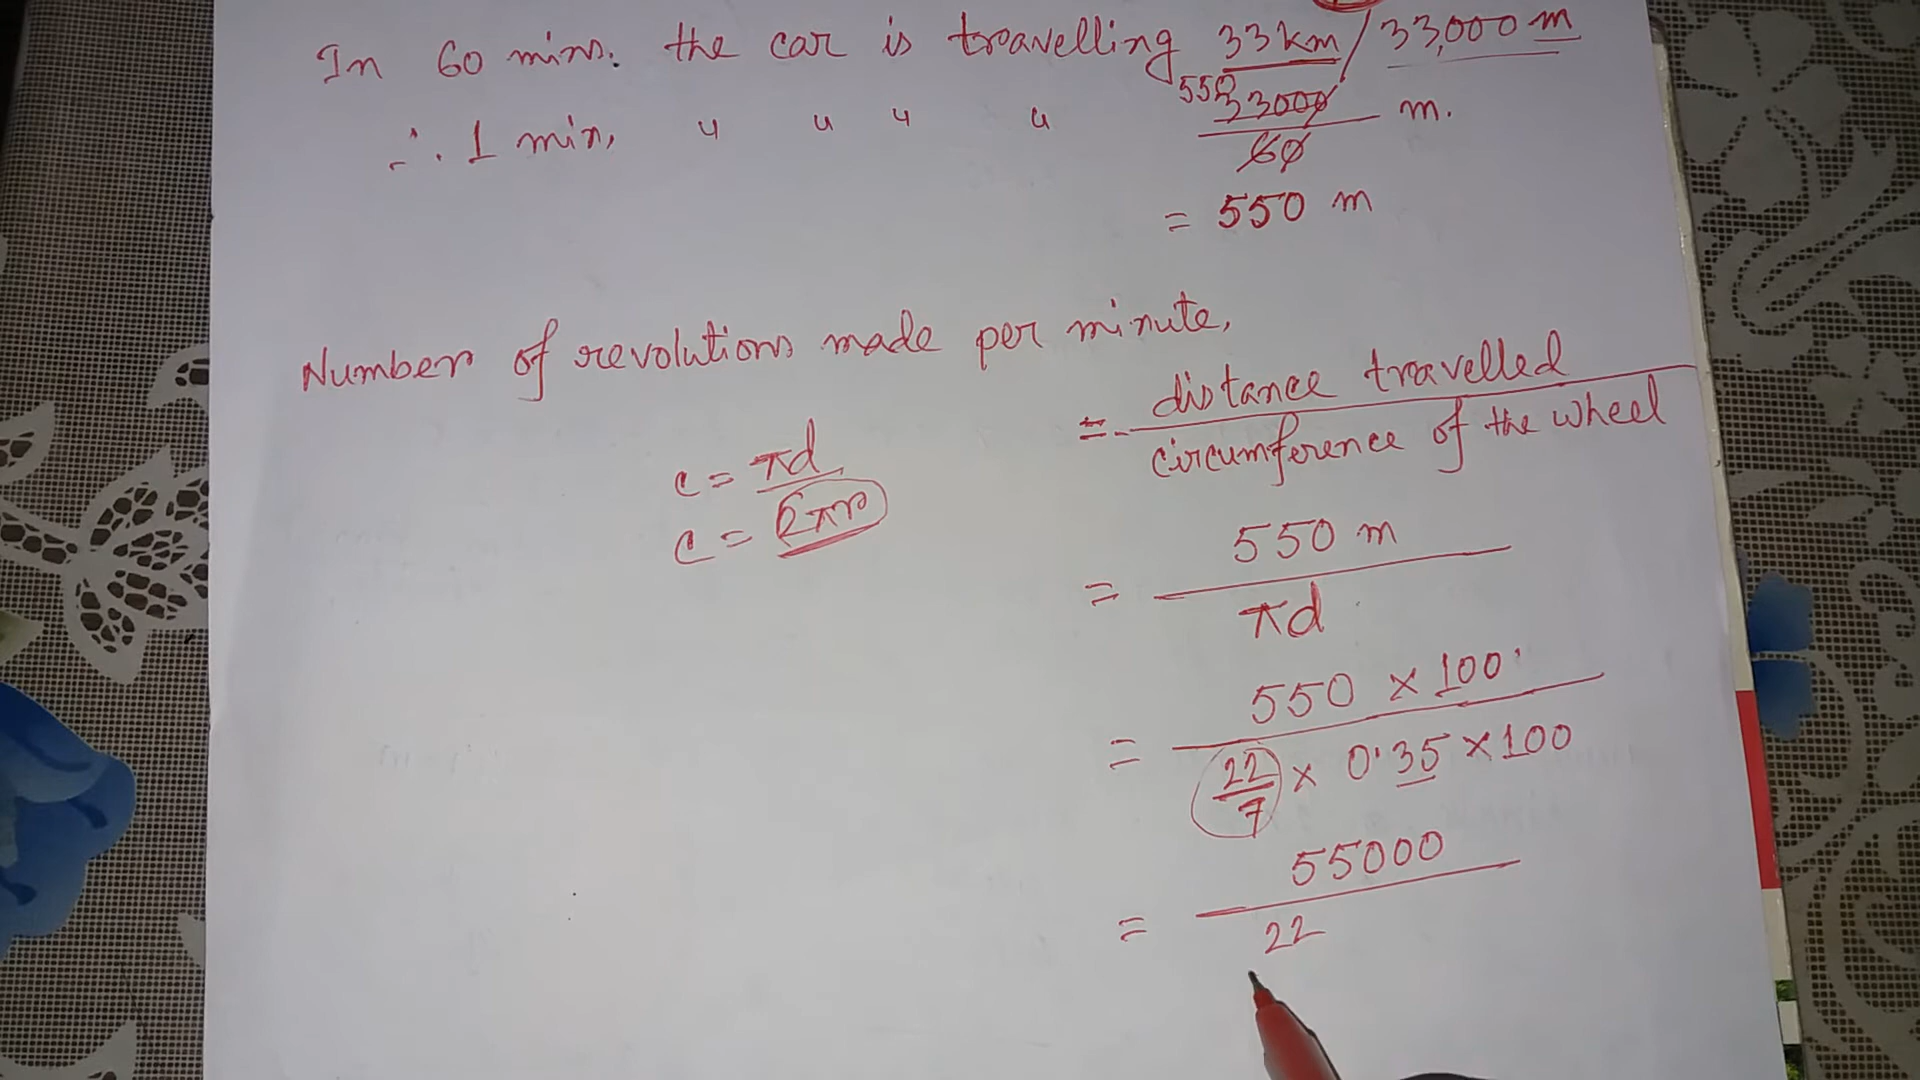 In 60 mins. the car is travelling 33 km / 33,000 m
∴ 1 min, " " " " 550 33000/60 m.
= 550 m
Number of revolutions made per minute,
= distance travelled / circumference of the wheel
c = πd
c = 2πr
= 550 m / πd
= 550 × 100 / 22/7 × 0.35 × 100
= 55000 / 22